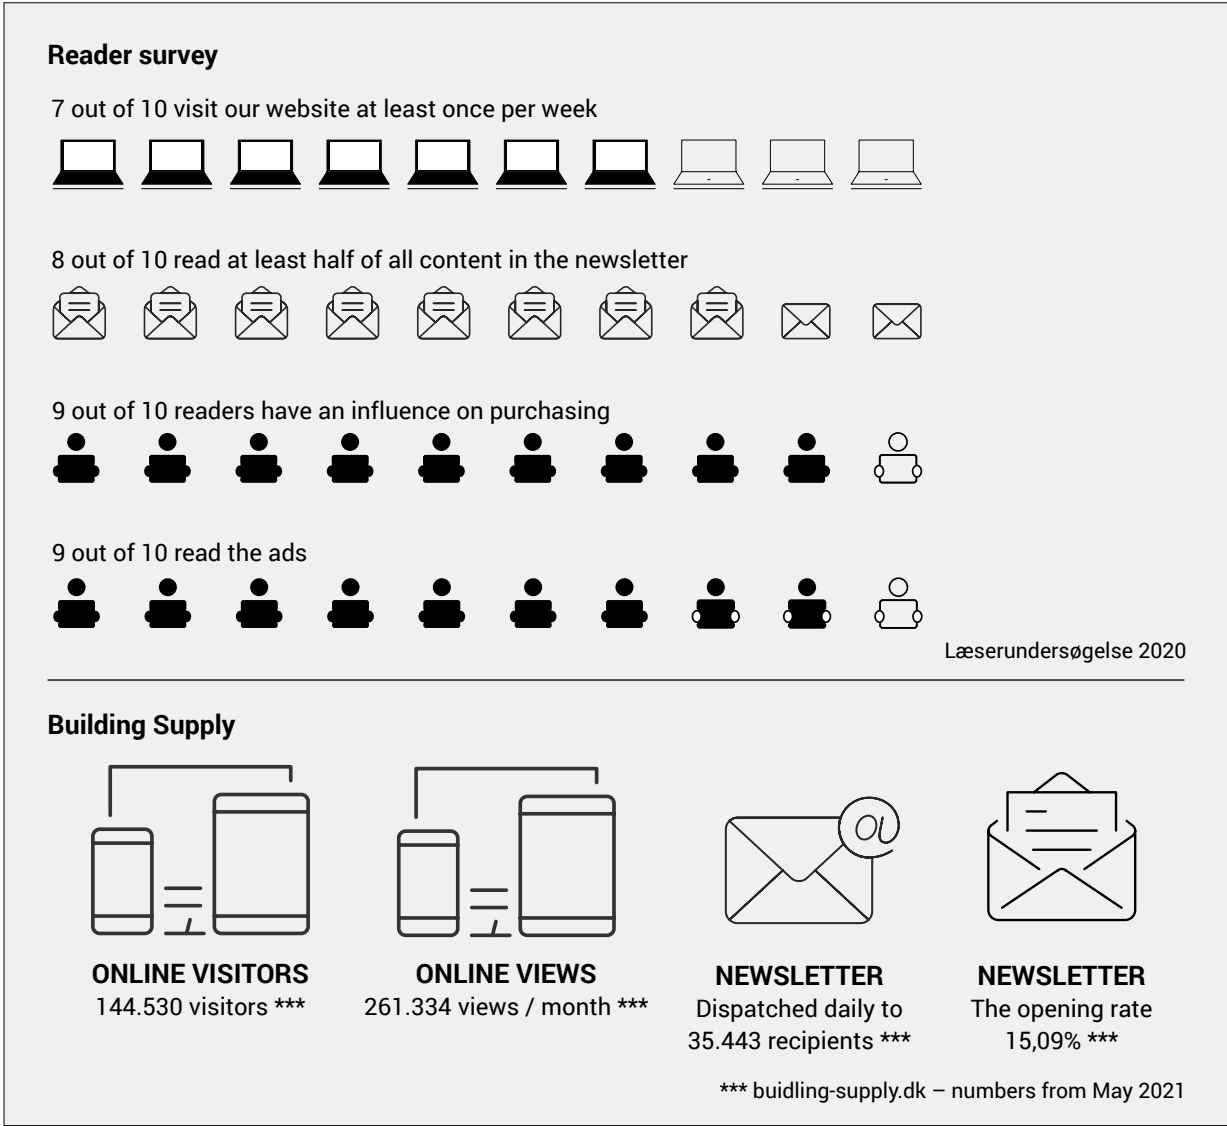 Reader survey
7 out of 10 visit our website at least once per week
8 out of 10 read at least half of all content in the newsletter
9 out of 10 readers have an influence on purchasing
9 out of 10 read the ads
Læserundersøgelse 2020
Building Supply
ONLINE VISITORS
144.530 visitors ***
ONLINE VIEWS
261.334 views / month ***
NEWSLETTER
Dispatched daily to
35.443 recipients ***
NEWSLETTER
The opening rate
15,09% ***
*** buidling-supply.dk – numbers from May 2021